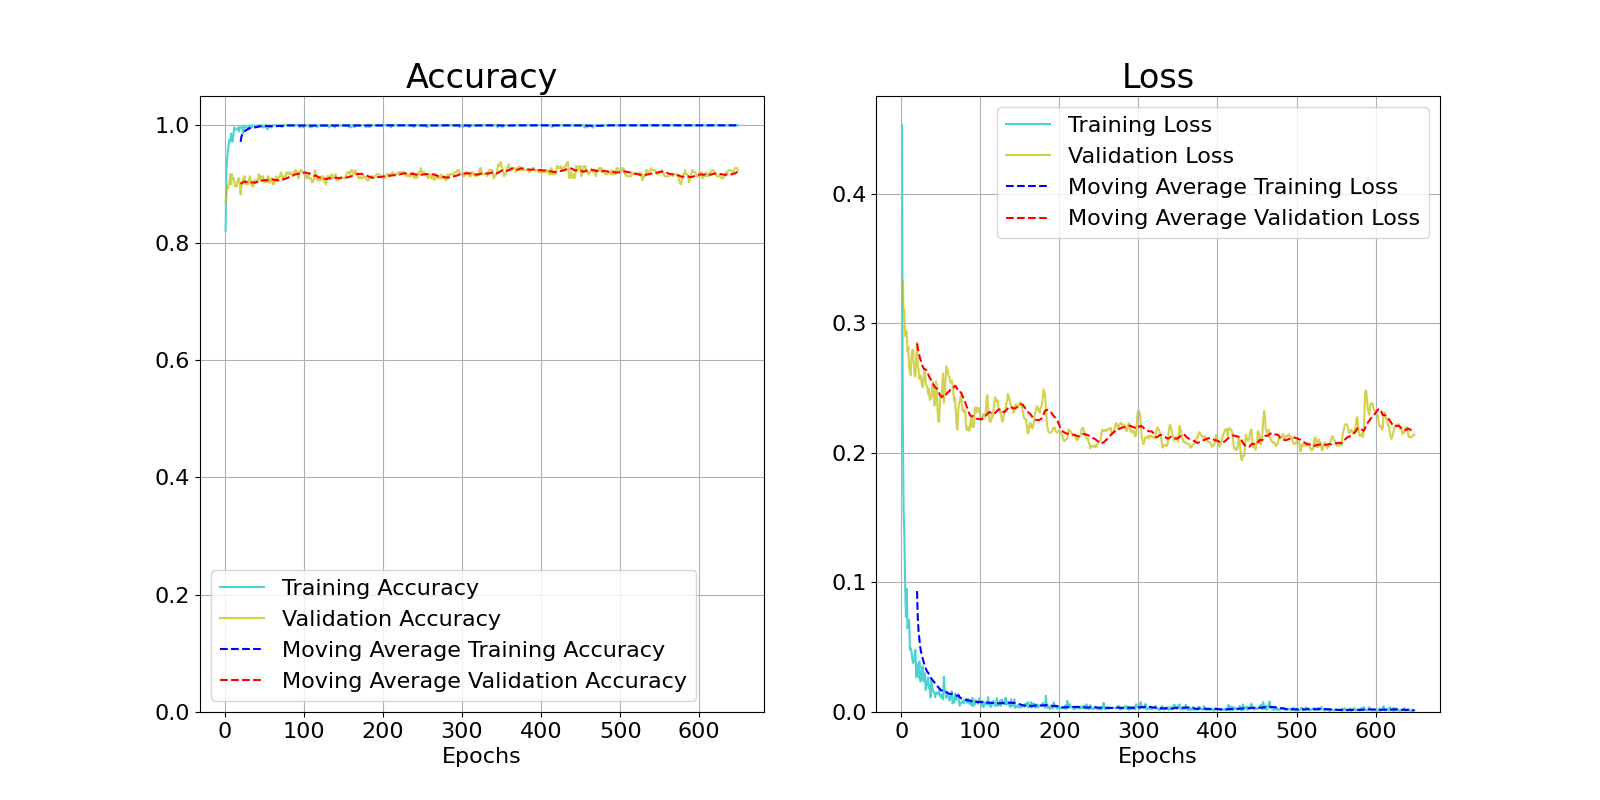 Accuracy
1.0
0.8
0.6
0.4
0.2
0.0
Training Accuracy
Validation Accuracy
Moving Average Training Accuracy
Moving Average Validation Accuracy
0 100 200 300 400 500 600
Epochs
Loss
0.4
0.3
0.2
0.1
0.0
Training Loss
Validation Loss
Moving Average Training Loss
Moving Average Validation Loss
0 100 200 300 400 500 600
Epochs